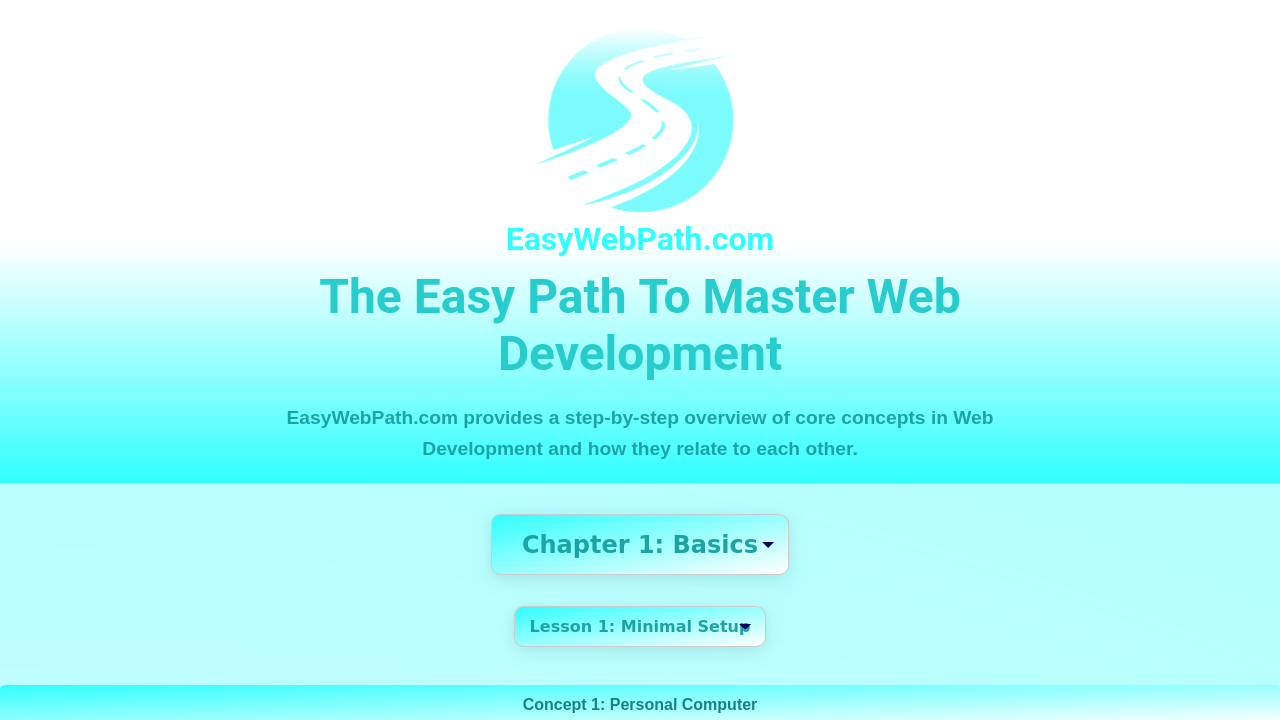 EasyWebPath.com
The Easy Path To Master Web
Development
EasyWebPath.com provides a step-by-step overview of core concepts in Web
Development and how they relate to each other.
Chapter 1: Basics
Lesson 1: Minimal Setup
Concept 1: Personal Computer